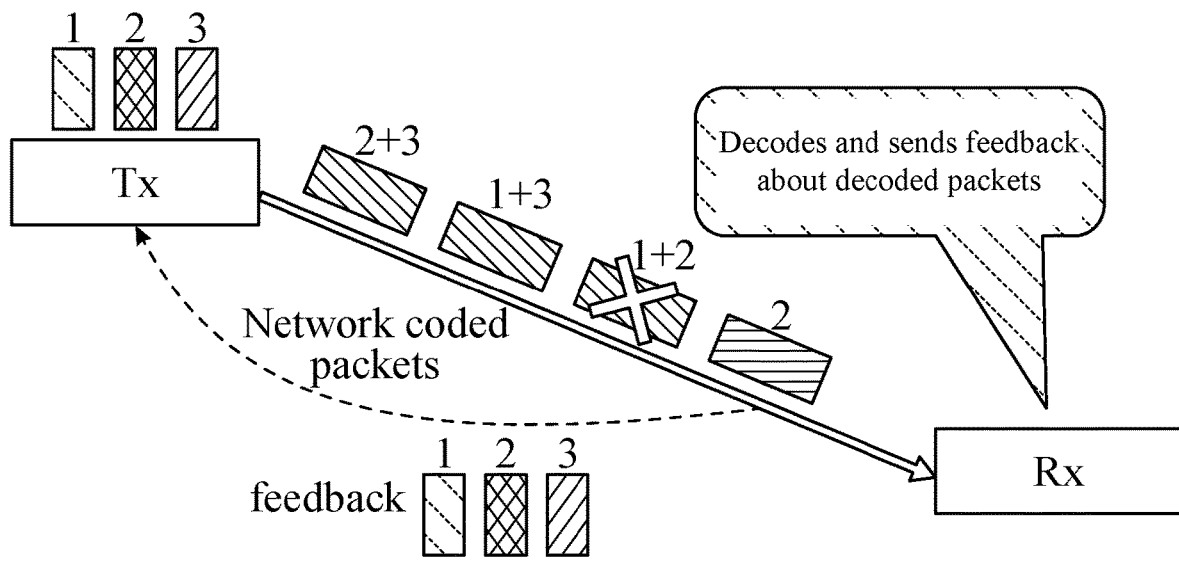 1 2 3
Tx
2+3
1+3
1+2
2
Decodes and sends feedback
about decoded packets
Network coded
packets
1 2 3
feedback
Rx